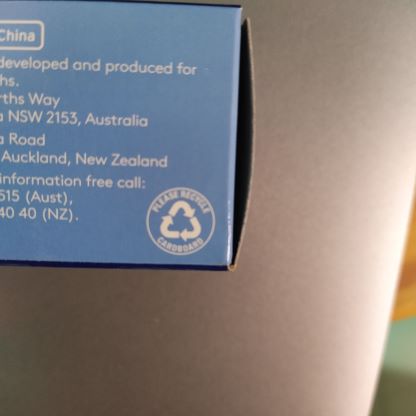 China
developed and produced for
hs.
rths Way
a NSW 2153, Australia
a Road
Auckland, New Zealand
information free call:
515 (Aust),
40 40 (NZ).
PLEASE RECYCLE
CARDBOARD